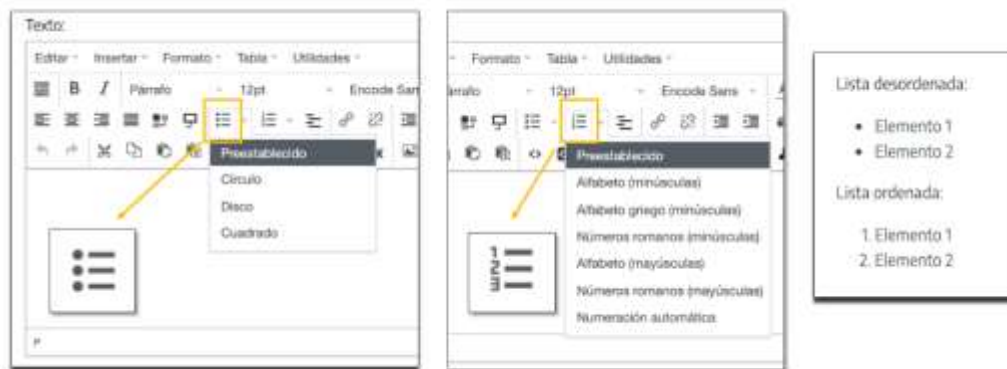 Texto:
Editar Insertar Formato Tabla Utilidades
B I Párrafo 12pt Encode San
Preestablecido
Círculo
Disco
Cuadrado
P
Formato Tabla Utilidades
12pt Encode Sans
Preestablecido
Alfabeto (minúsculas)
Alfabeto griego (minúsculas)
Números romanos (minúsculas)
Alfabeto (mayúsculas)
Números romanos (mayúsculas)
Numeración automática
Lista desordenada:
• Elemento 1
• Elemento 2
Lista ordenada:
1. Elemento 1
2. Elemento 2